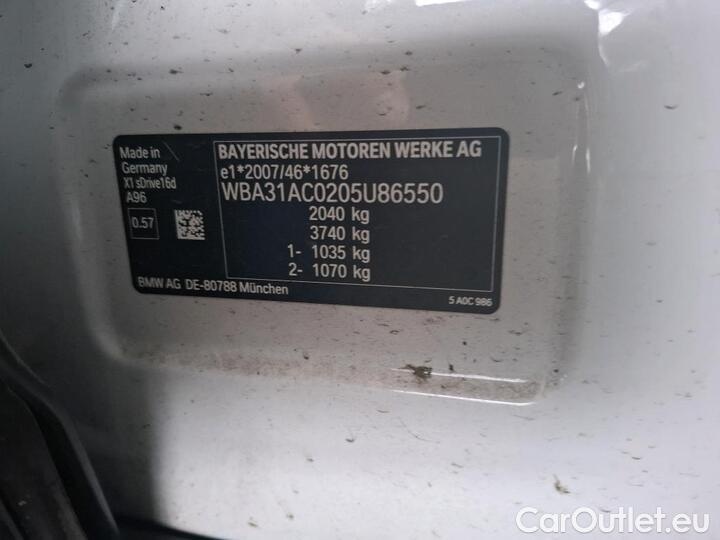 Made in
Germany
X1 sDrive16d
A96
0.57
BAYERISCHE MOTOREN WERKE AG
e1*2007/46*1676
WBA31AC0205U86550
2040 kg
3740 kg
1- 1035 kg
2- 1070 kg
BMW AG DE-80788 München
5 A0C 986
CarOutlet.eu